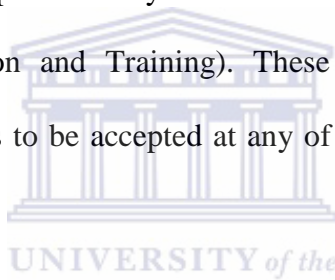 on and Training). These
to be accepted at any of
UNIVERSITY of the